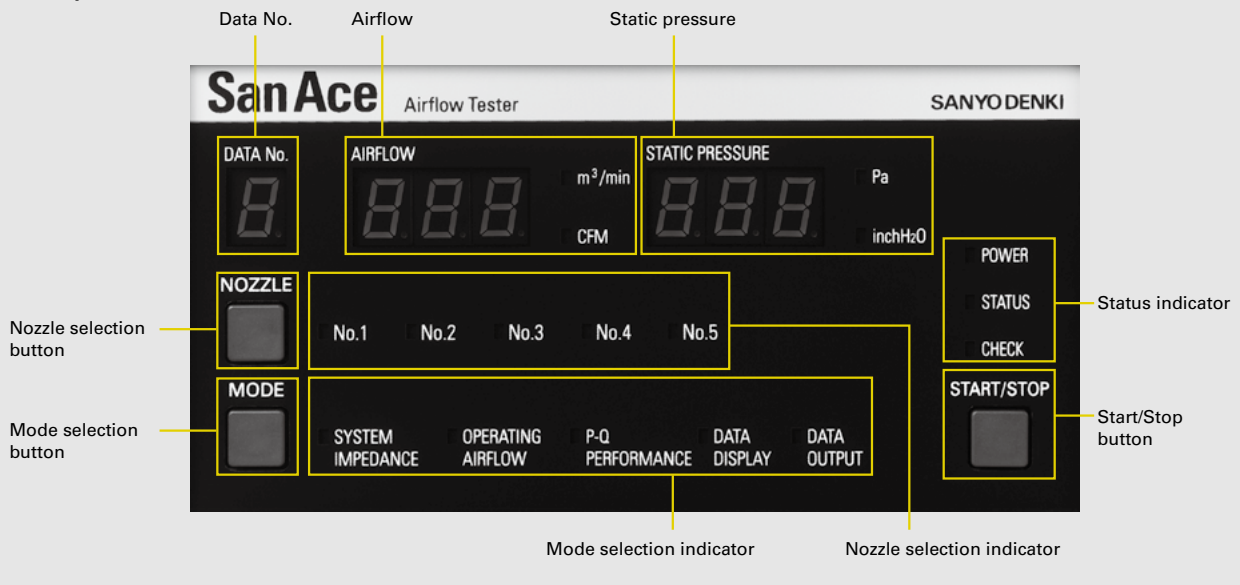 Data No.
Airflow
Static pressure
San Ace Airflow Tester
SANYO DENKI
DATA No.
AIRFLOW
m³/min
CFM
STATIC PRESSURE
Pa
inchH₂O
POWER
STATUS
CHECK
Status indicator
NOZZLE
No.1 No.2 No.3 No.4 No.5
Nozzle selection
button
MODE
SYSTEM
IMPEDANCE
OPERATING
AIRFLOW
P-Q
PERFORMANCE
DATA
DISPLAY
DATA
OUTPUT
Mode selection
button
START/STOP
Start/Stop
button
Mode selection indicator
Nozzle selection indicator